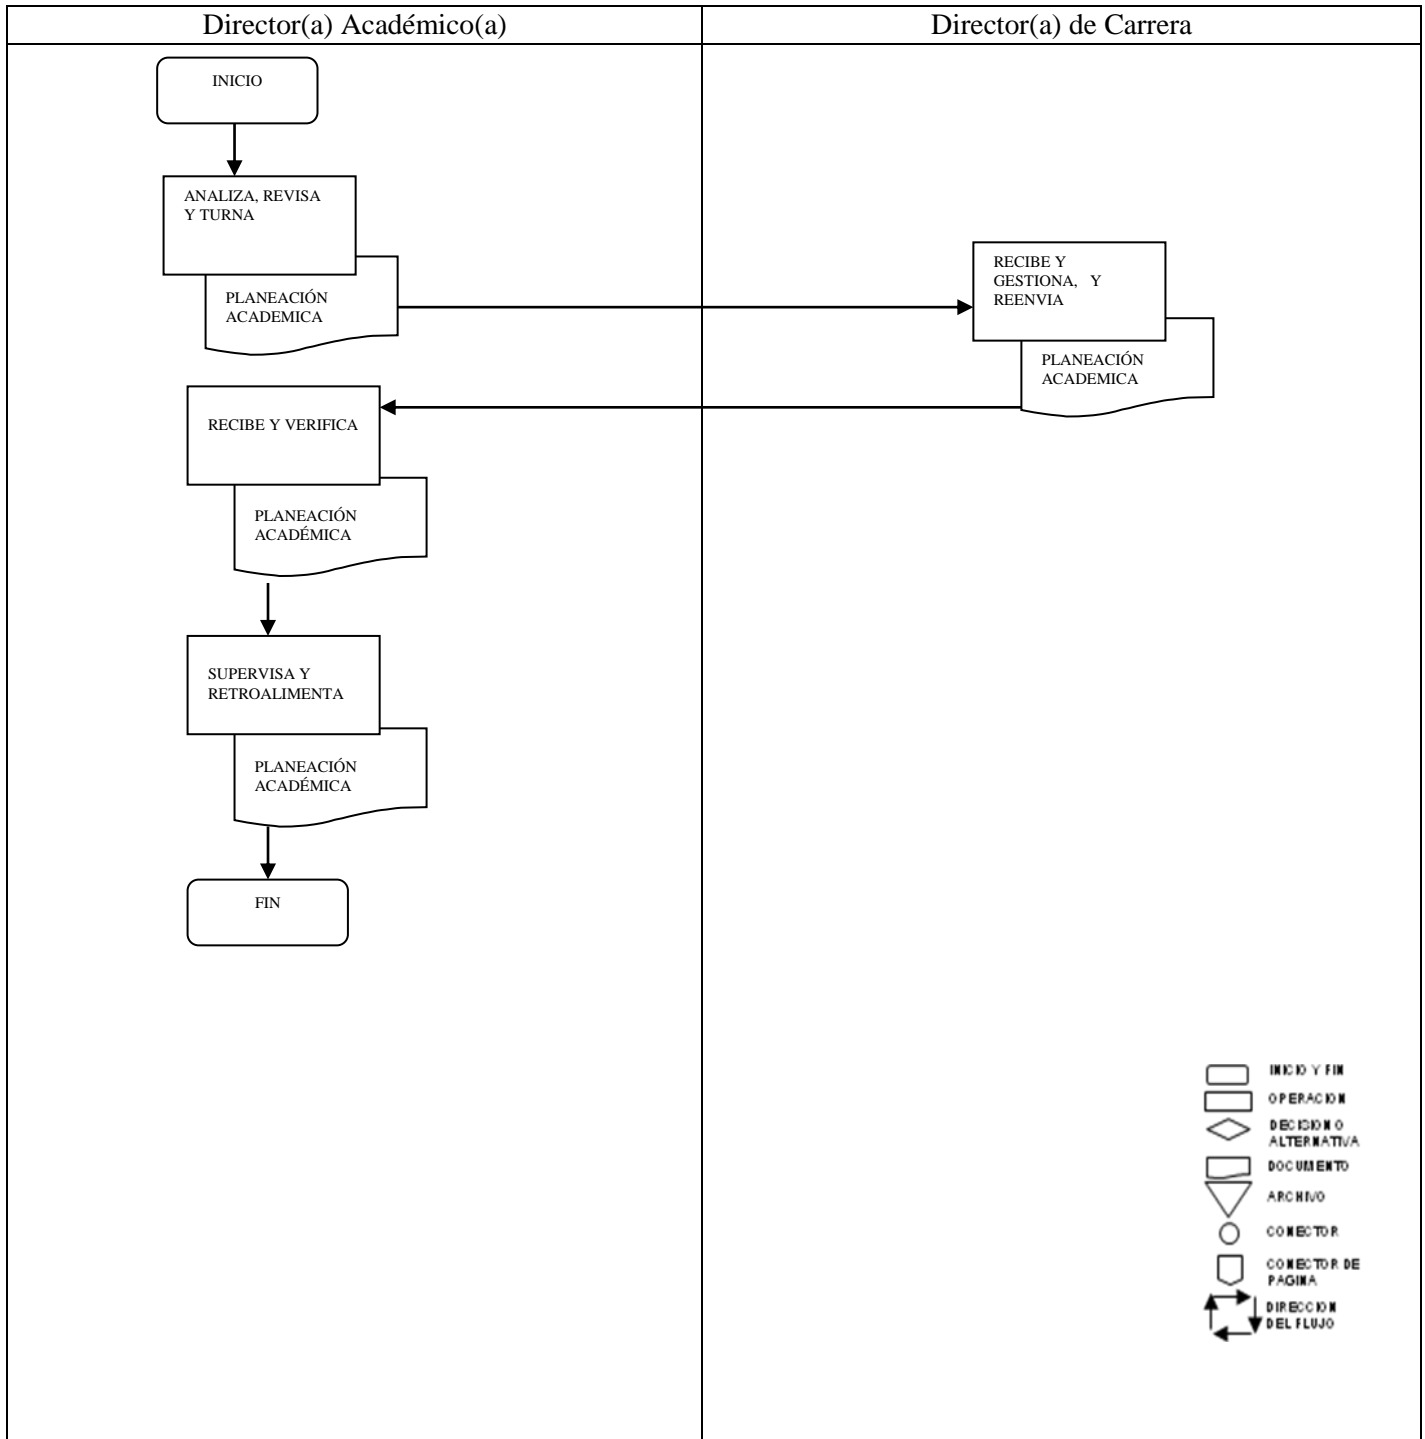 Director(a) Académico(a)
Director(a) de Carrera
INICIO
ANALIZA, REVISA
Y TURNA
PLANEACIÓN
ACADEMICA
RECIBE Y
GESTIONA, Y
REENVIA
PLANEACIÓN
ACADEMICA
RECIBE Y VERIFICA
PLANEACIÓN
ACADÉMICA
SUPERVISA Y
RETROALIMENTA
PLANEACIÓN
ACADÉMICA
FIN
INICIO Y FIN
OPERACION
DECISION O
ALTERNATIVA
DOCUMENTO
ARCHIVO
CONECTOR
CONECTOR DE
PAGINA
DIRECCION
DEL FLUJO